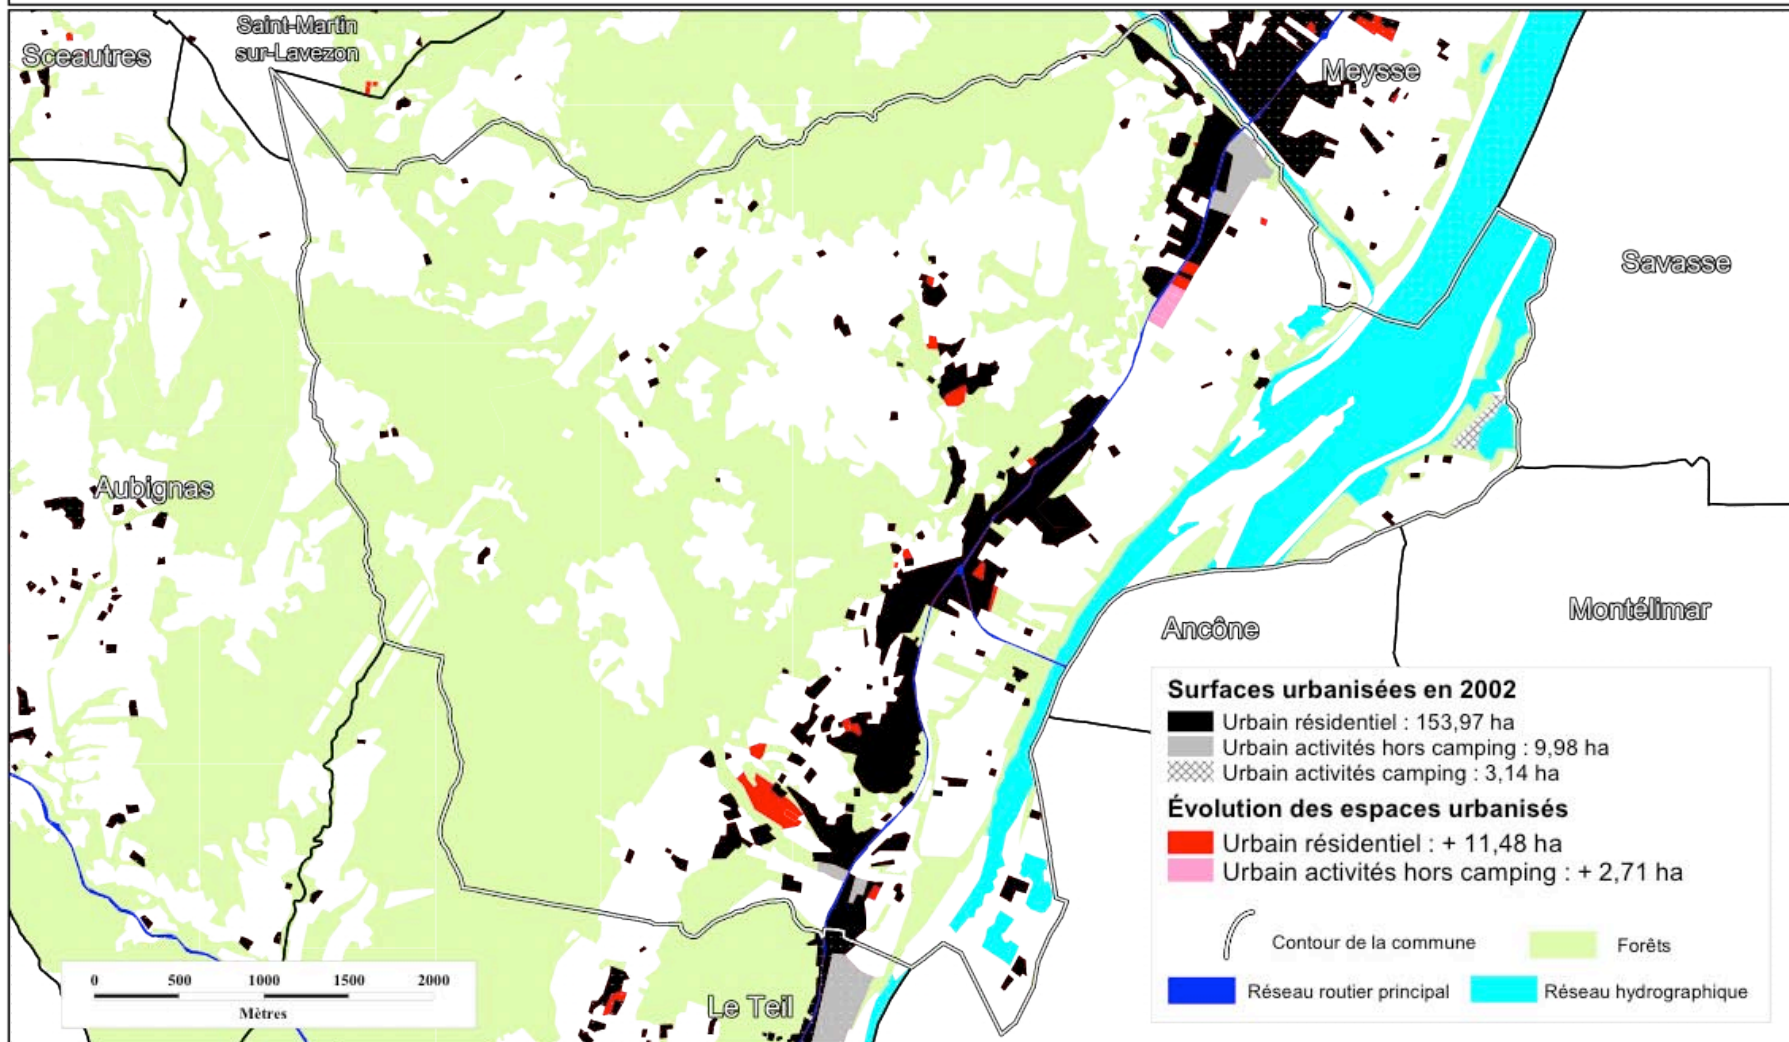 Saint-Martin
sur-Lavezon
Sceautres
Meysse
Savasse
Aubignas
Montélimar
Ancône
Le Teil
Surfaces urbanisées en 2002
Urbain résidentiel : 153,97 ha
Urbain activités hors camping : 9,98 ha
Urbain activités camping : 3,14 ha
Évolution des espaces urbanisés
Urbain résidentiel : + 11,48 ha
Urbain activités hors camping : + 2,71 ha
Contour de la commune
Forêts
Réseau routier principal
Réseau hydrographique
0 500 1000 1500 2000
Mètres